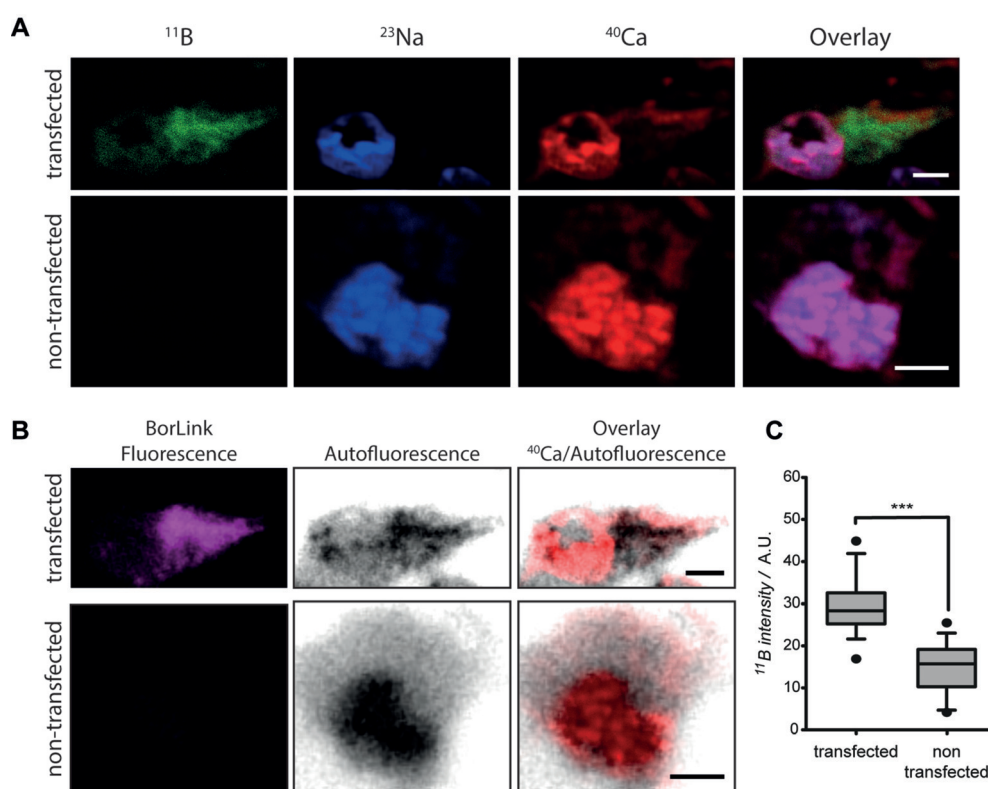 A
¹¹B
²³Na
⁴⁰Ca
Overlay
transfected
non-transfected
B
BorLink
Fluorescence
Autofluorescence
Overlay
⁴⁰Ca/Autofluorescence
transfected
non-transfected
C
¹¹B intensity / A.U.
60
50
40
30
20
10
0
***
transfected
non
transfected